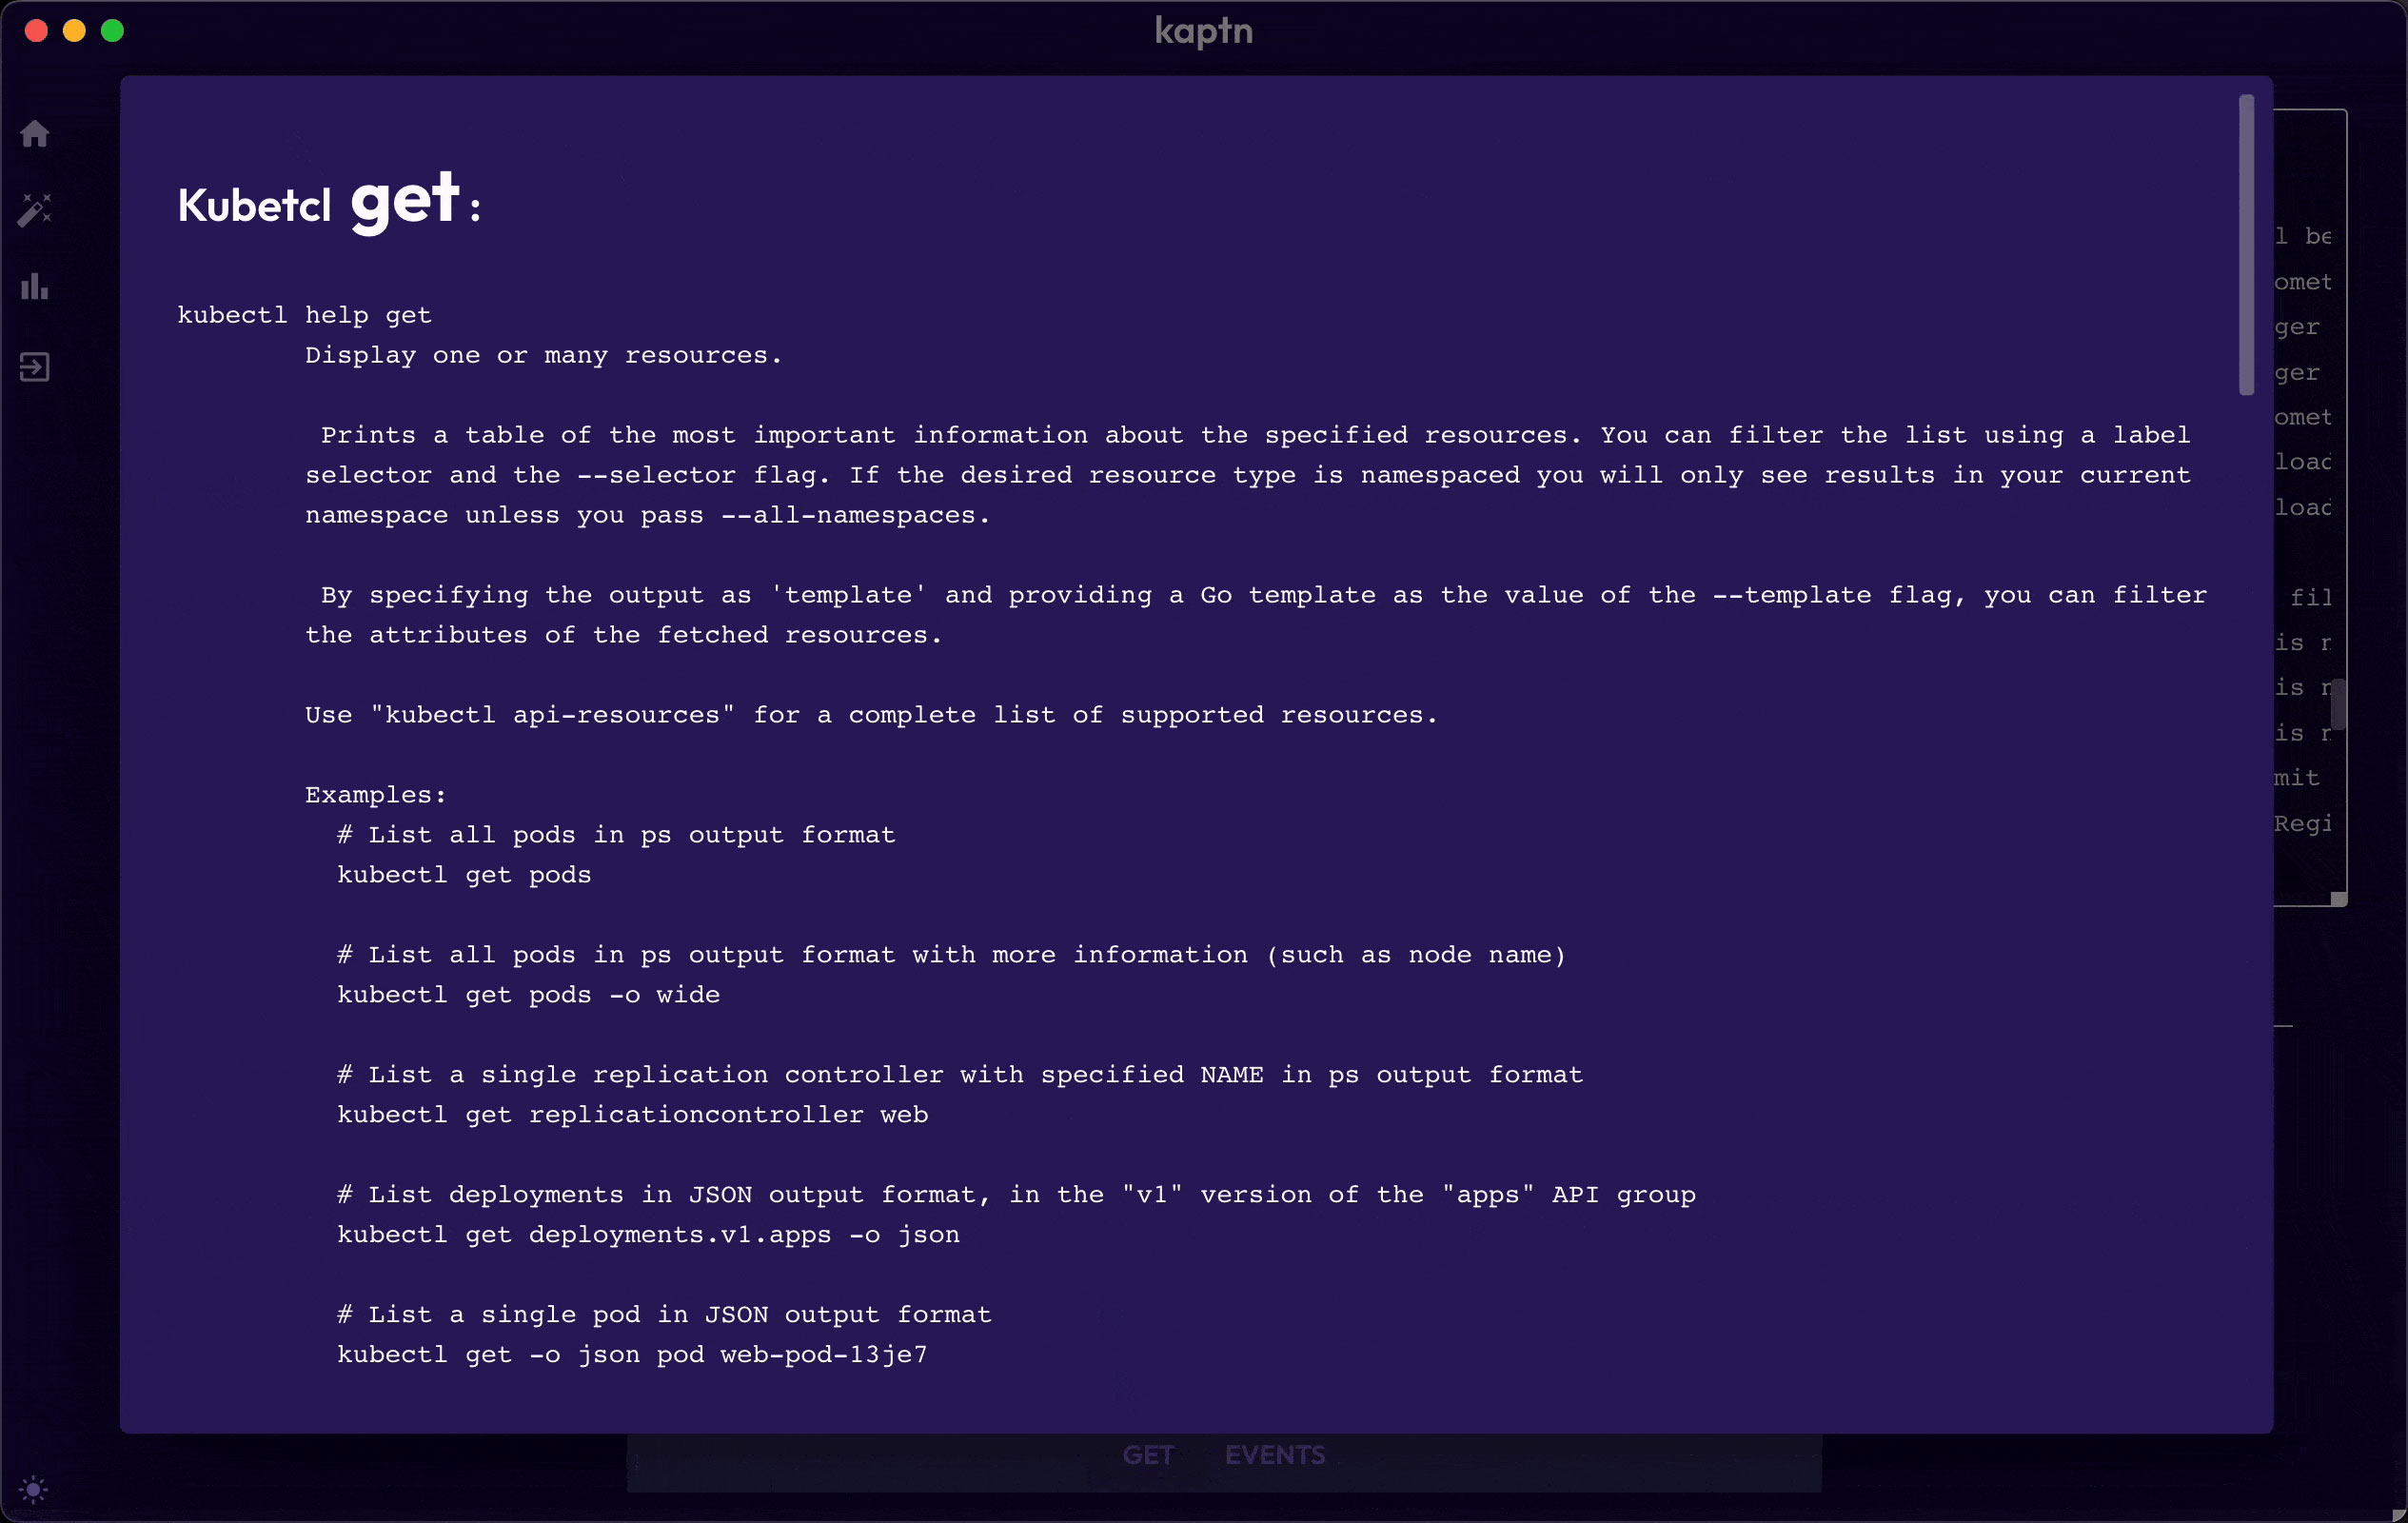 kaptn
Kubetcl get :
kubectl help get
Display one or many resources.
Prints a table of the most important information about the specified resources. You can filter the list using a label
selector and the --selector flag. If the desired resource type is namespaced you will only see results in your current
namespace unless you pass --all-namespaces.
By specifying the output as 'template' and providing a Go template as the value of the --template flag, you can filter
the attributes of the fetched resources.
Use "kubectl api-resources" for a complete list of supported resources.
Examples:
# List all pods in ps output format
kubectl get pods
# List all pods in ps output format with more information (such as node name)
kubectl get pods -o wide
# List a single replication controller with specified NAME in ps output format
kubectl get replicationcontroller web
# List deployments in JSON output format, in the "v1" version of the "apps" API group
kubectl get deployments.v1.apps -o json
# List a single pod in JSON output format
kubectl get -o json pod web-pod-13je7
l be
omet
ger
ger
omet
load
load
fil
is
is
is
mit
Regi
GET EVENTS